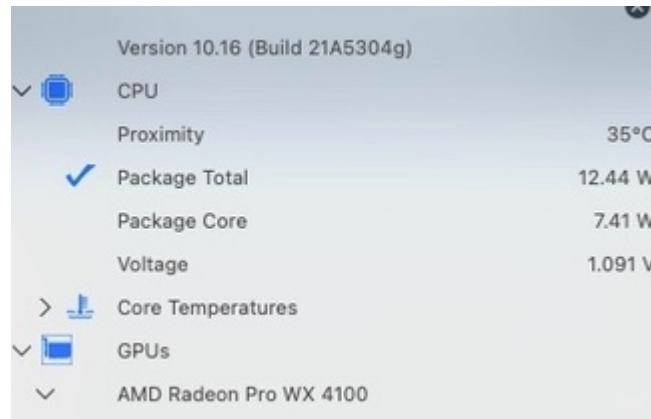 Version 10.16 (Build 21A5304g)
CPU
Proximity 35°C
Package Total 12.44 W
Package Core 7.41 W
Voltage 1.091 V
Core Temperatures
GPUs
AMD Radeon Pro WX 4100